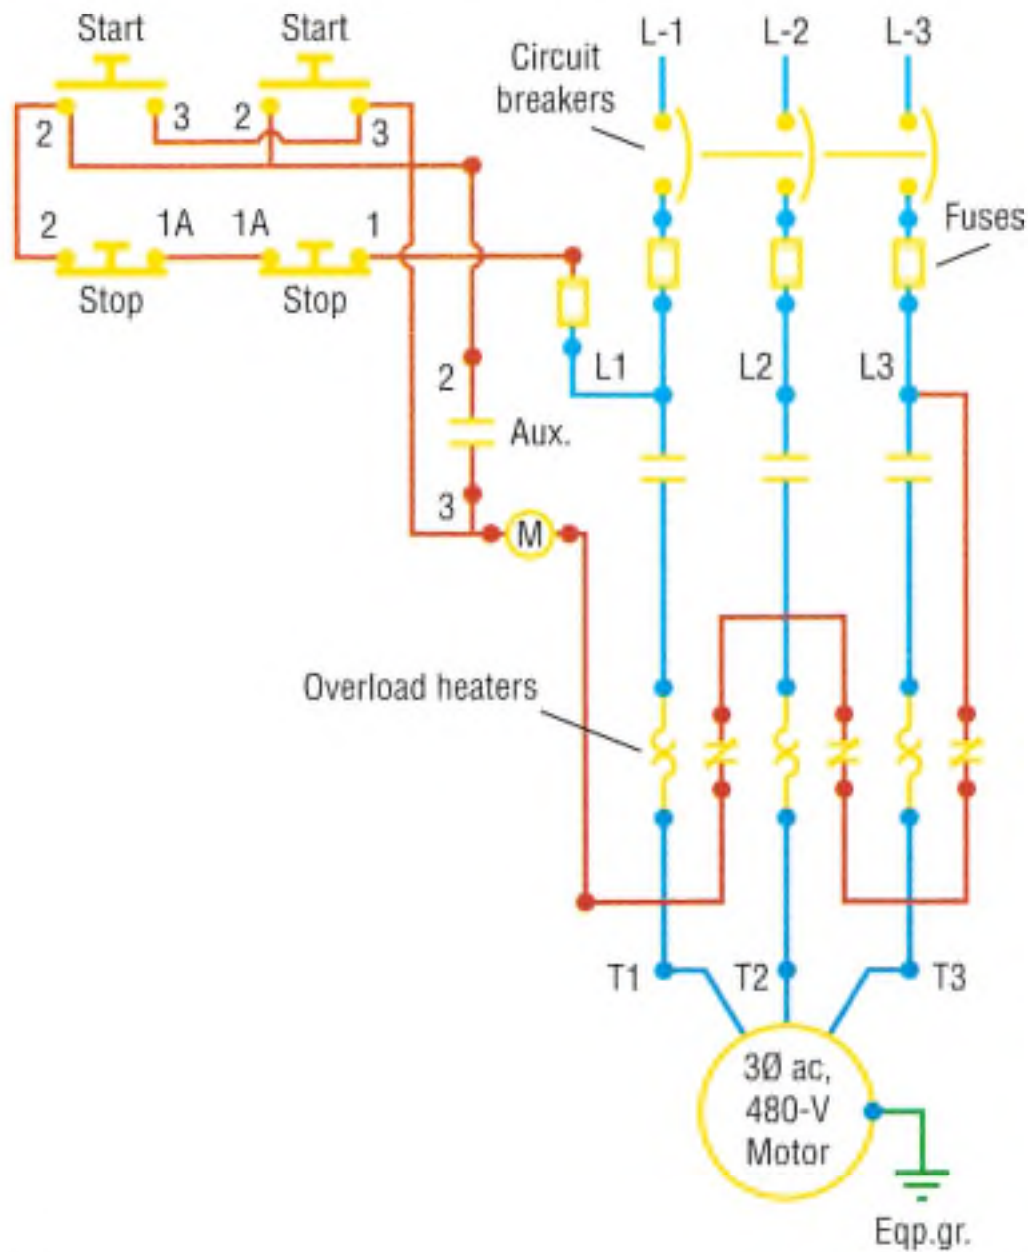 Start
Start
L-1
L-2
L-3
Circuit
breakers
2
3
2
3
Fuses
2
1A
1A
1
Stop
Stop
L1
L2
L3
2
Aux.
3
M
Overload heaters
T1
T2
T3
3Ø ac,
480-V
Motor
Eqp.gr.